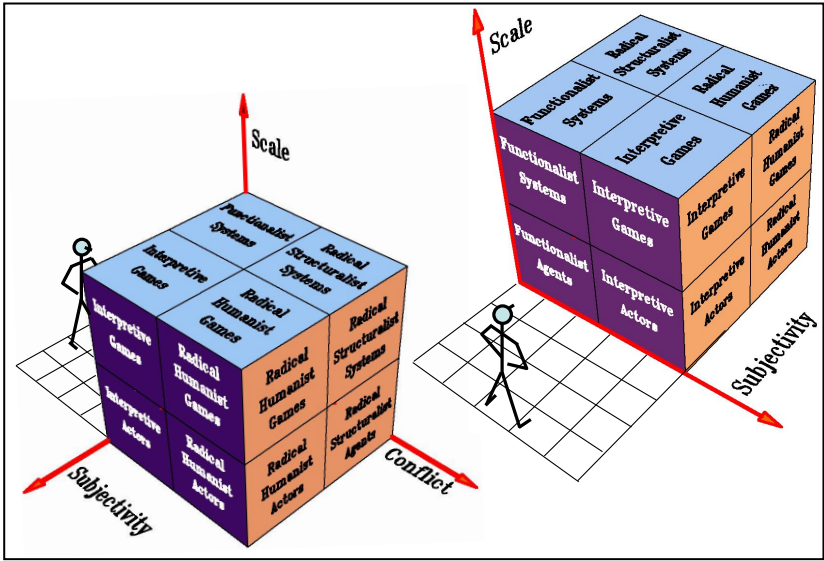 Scale
Functionalist
Systems
Interpretive
Games
Radical
Structuralist
Systems
Radical
Humanist
Games
Interpretive
Games
Radical
Humanist
Games
Interpretive
Actors
Radical
Humanist
Actors
Radical
Humanist
Games
Radical
Structuralist
Systems
Radical
Humanist
Actors
Radical
Structuralist
Agents
Subjectivity
Conflict
Scale
Radical
Structuralist
Systems
Functionalist
Systems
Radical
Humanist
Games
Interpretive
Games
Functionalist
Systems
Interpretive
Games
Functionalist
Agents
Interpretive
Actors
Interpretive
Games
Radical
Humanist
Games
Interpretive
Actors
Radical
Humanist
Actors
Subjectivity